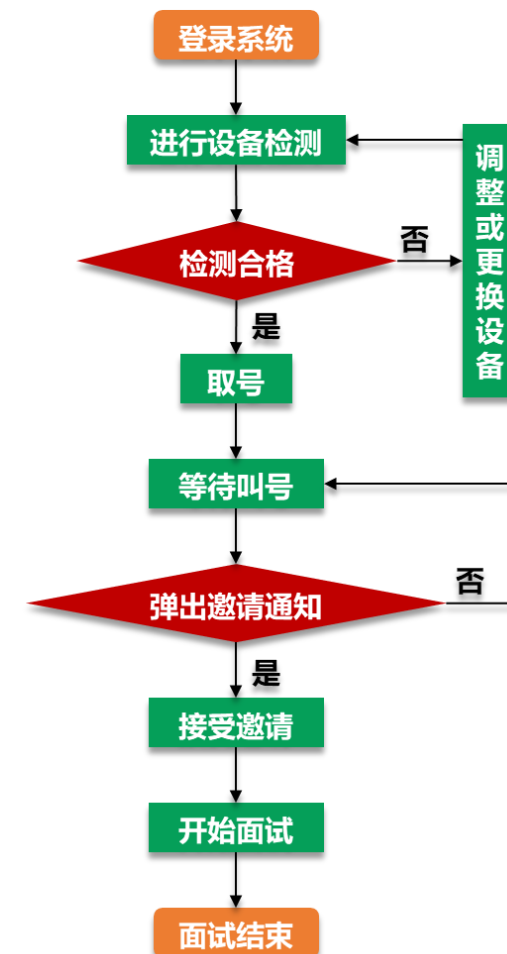 登录系统
进行设备检测
检测合格
否
调整或更换设备
是
取号
等待叫号
弹出邀请通知
否
是
接受邀请
开始面试
面试结束